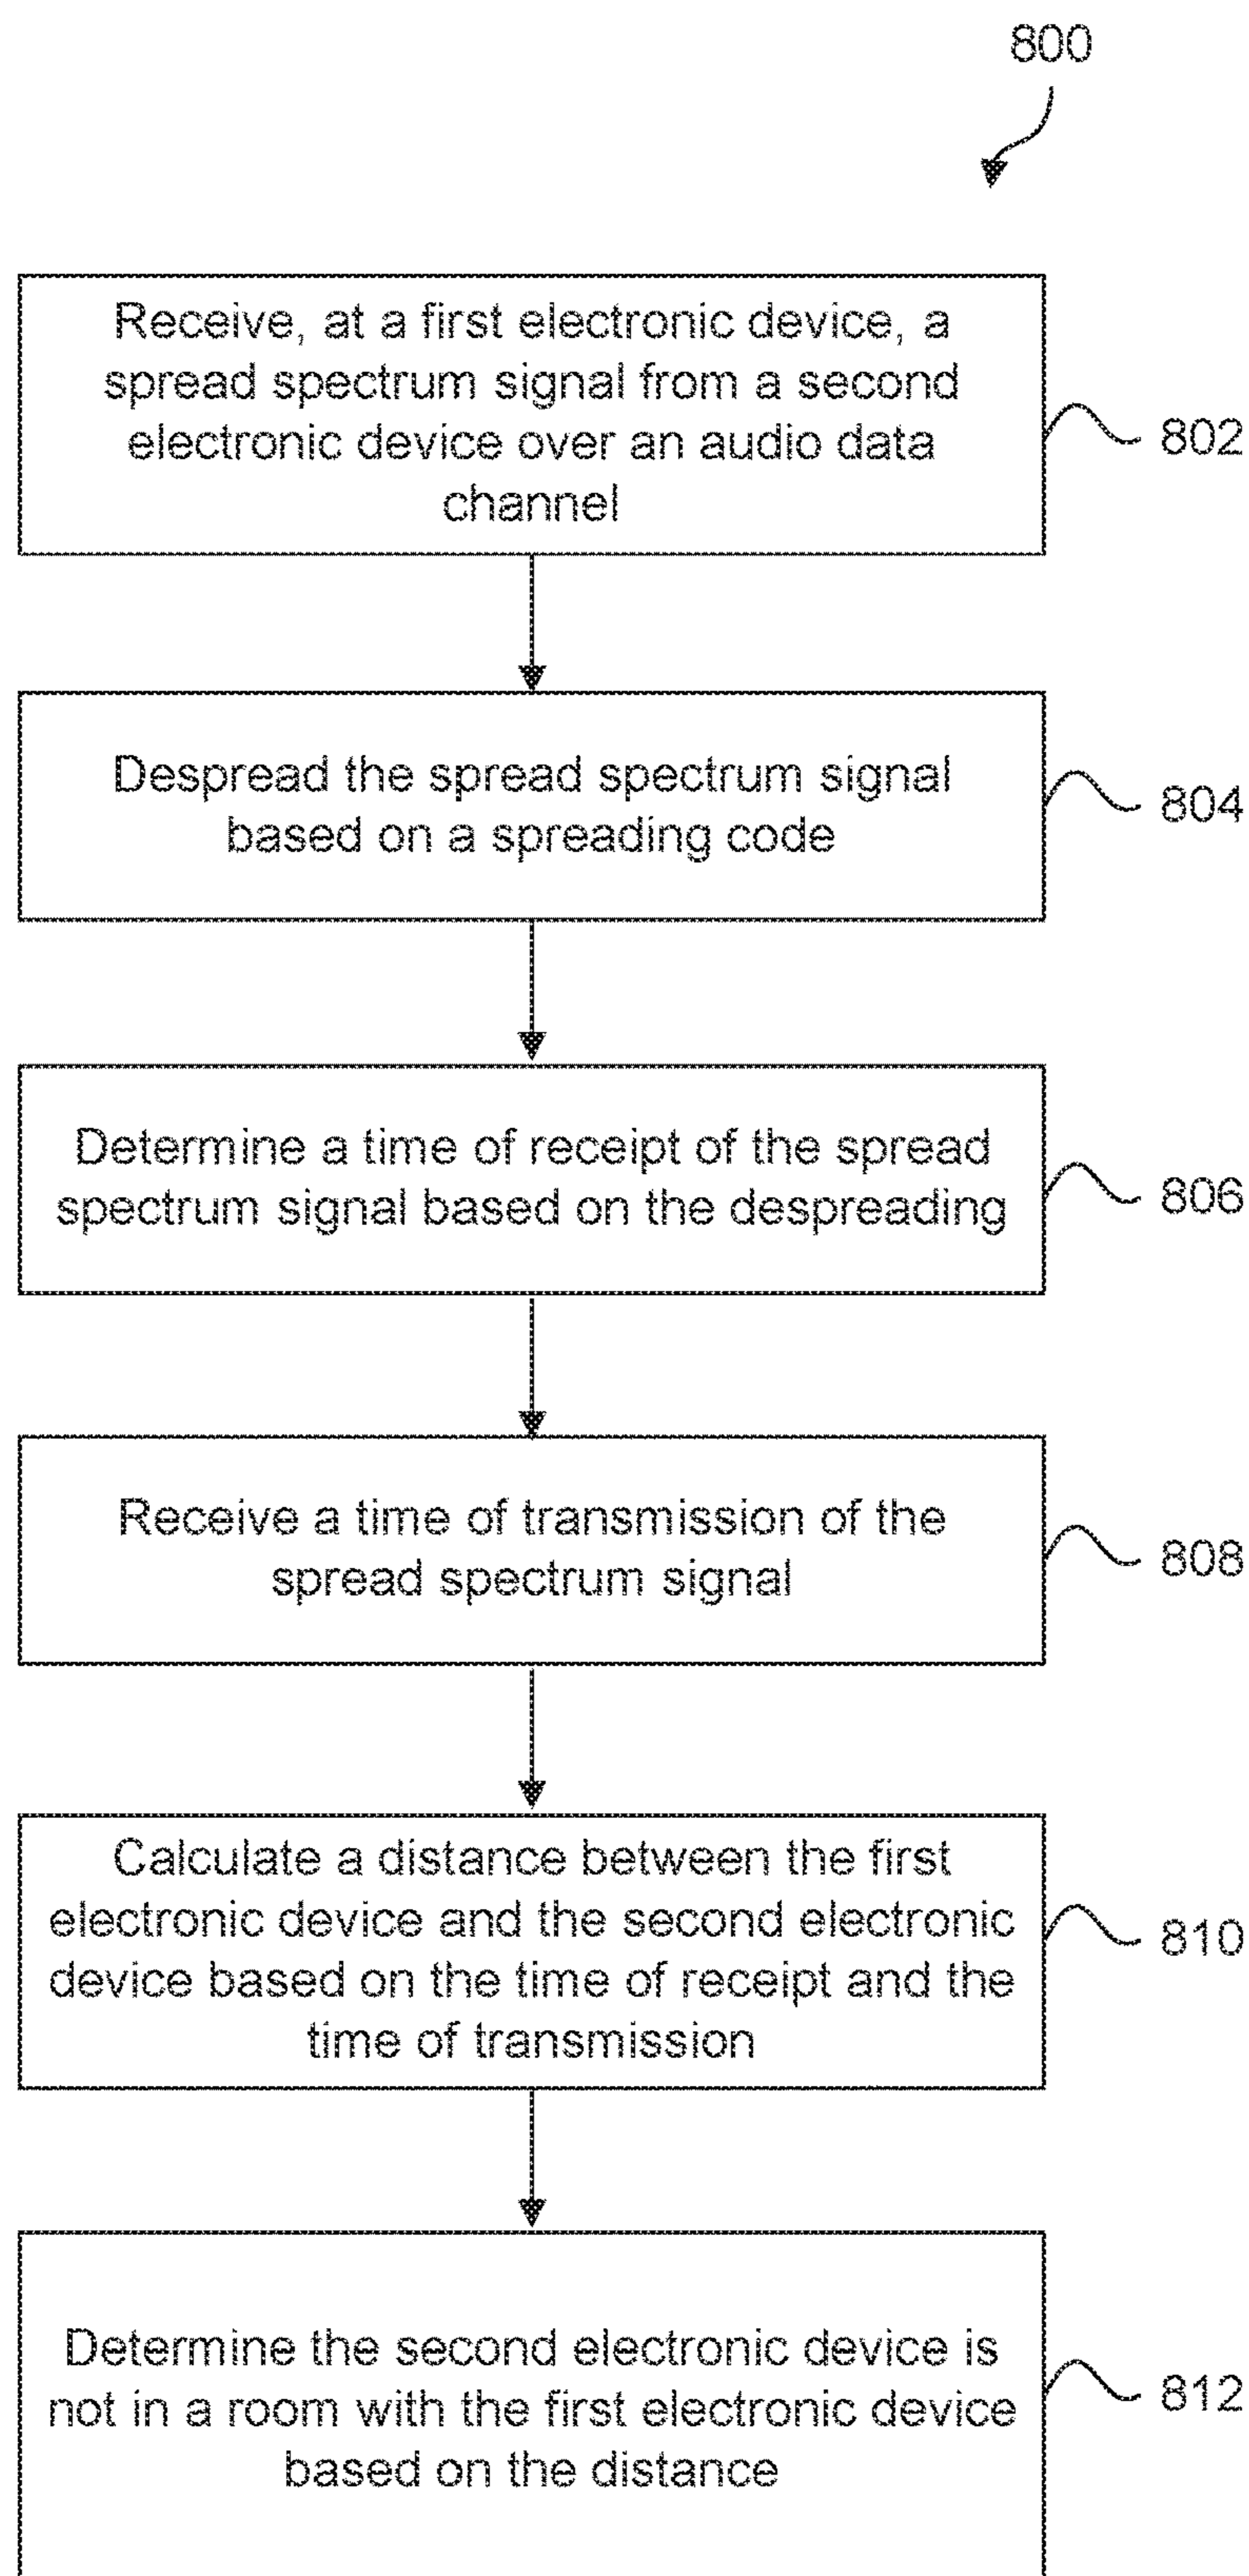 800
Receive, at a first electronic device, a
spread spectrum signal from a second
electronic device over an audio data
channel
802
Despread the spread spectrum signal
based on a spreading code
804
Determine a time of receipt of the spread
spectrum signal based on the despreading
806
Receive a time of transmission of the
spread spectrum signal
808
Calculate a distance between the first
electronic device and the second electronic
device based on the time of receipt and the
time of transmission
810
Determine the second electronic device is
not in a room with the first electronic device
based on the distance
812